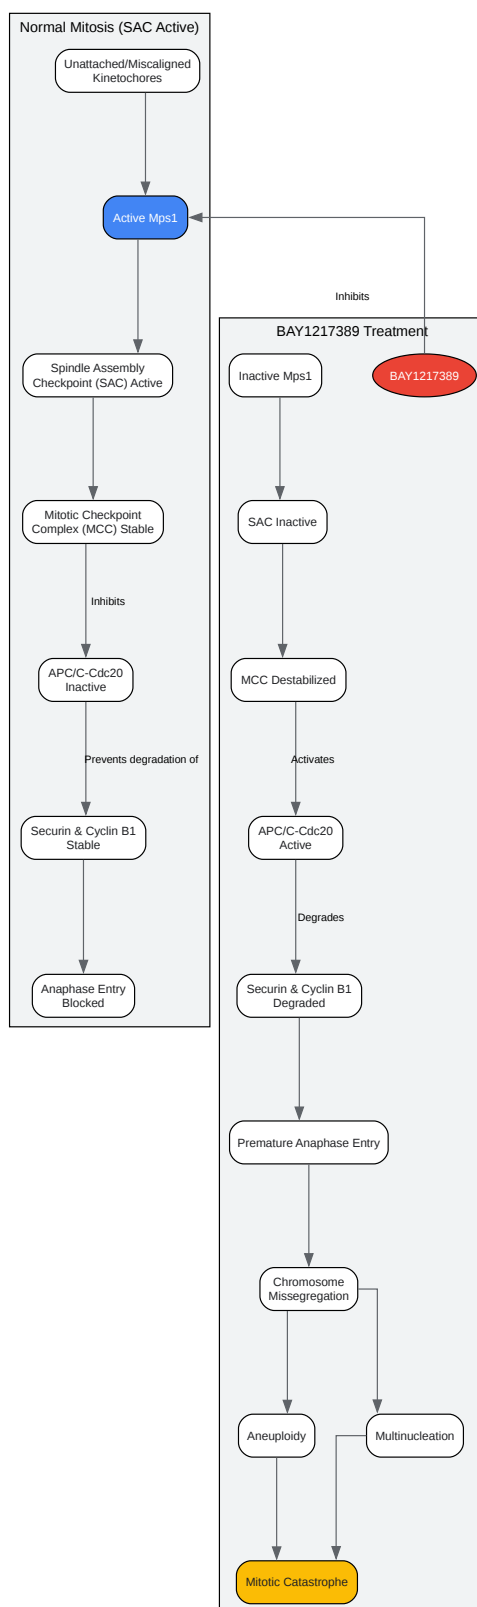 Normal Mitosis (SAC Active)
Unattached/Miscaligned
Kinetochores
Active Mps1
Spindle Assembly
Checkpoint (SAC) Active
Mitotic Checkpoint
Complex (MCC) Stable
Inhibits
APC/C-Cdc20
Inactive
Prevents degradation of
Securin & Cyclin B1
Stable
Anaphase Entry
Blocked
Inhibits
BAY1217389 Treatment
Inactive Mps1
BAY1217389
SAC Inactive
MCC Destabilized
Activates
APC/C-Cdc20
Active
Degrades
Securin & Cyclin B1
Degraded
Premature Anaphase Entry
Chromosome
Missegregation
Aneuploidy
Multinucleation
Mitotic Catastrophe